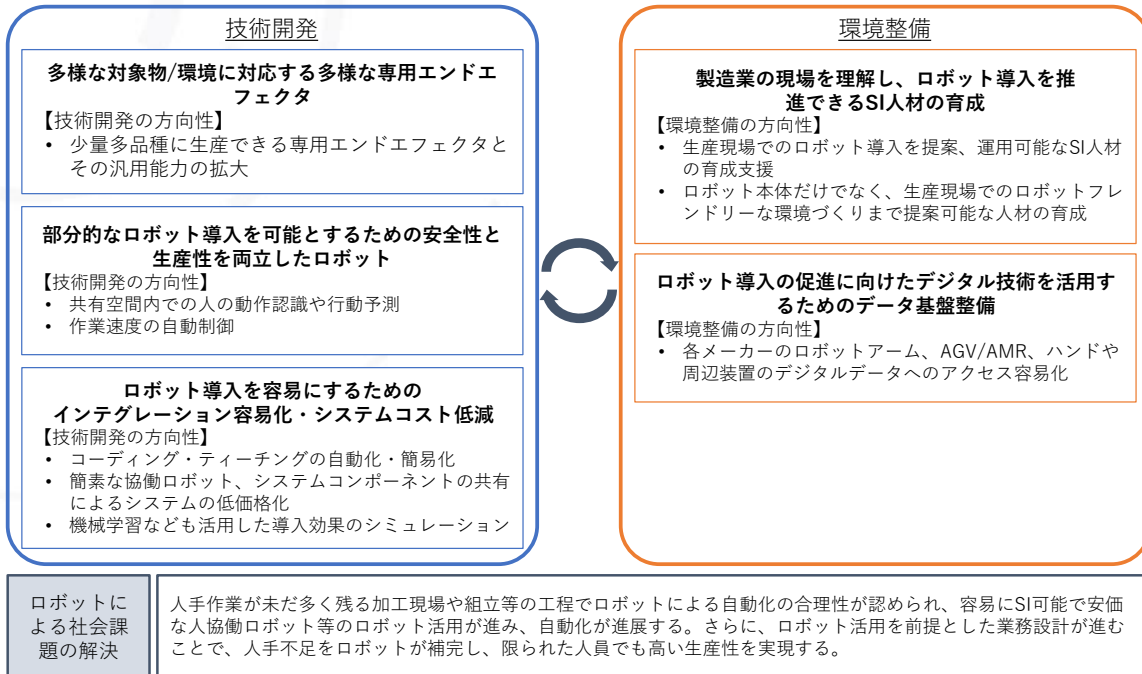 技術開発
多様な対象物/環境に対応する多様な専用エンドエ
フェクタ
【技術開発の方向性】
• 少量多品種に生産できる専用エンドエフェクタと
その汎用能力の拡大
部分的なロボット導入を可能とするための安全性と
生産性を両立したロボット
【技術開発の方向性】
• 共有空間内での人の動作認識や行動予測
• 作業速度の自動制御
ロボット導入を容易にするための
インテグレーション容易化・システムコスト低減
【技術開発の方向性】
• コーディング・ティーチングの自動化・簡易化
• 簡素な協働ロボット、システムコンポーネントの共有
によるシステムの低価格化
• 機械学習なども活用した導入効果のシミュレーション
環境整備
製造業の現場を理解し、ロボット導入を推
進できるSI人材の育成
【環境整備の方向性】
• 生産現場でのロボット導入を提案、運用可能なSI人材
の育成支援
• ロボット本体だけでなく、生産現場でのロボットフレ
ンドリーな環境づくりまで提案可能な人材の育成
ロボット導入の促進に向けたデジタル技術を活用す
るためのデータ基盤整備
【環境整備の方向性】
• 各メーカーのロボットアーム、AGV/AMR、ハンドや
周辺装置のデジタルデータへのアクセス容易化
ロボットに
よる社会課
題の解決
人手作業が未だ多く残る加工現場や組立等の工程でロボットによる自動化の合理性が認められ、容易にSI可能で安価
な人協働ロボット等のロボット活用が進み、自動化が進展する。さらに、ロボット活用を前提とした業務設計が進む
ことで、人手不足をロボットが補完し、限られた人員でも高い生産性を実現する。